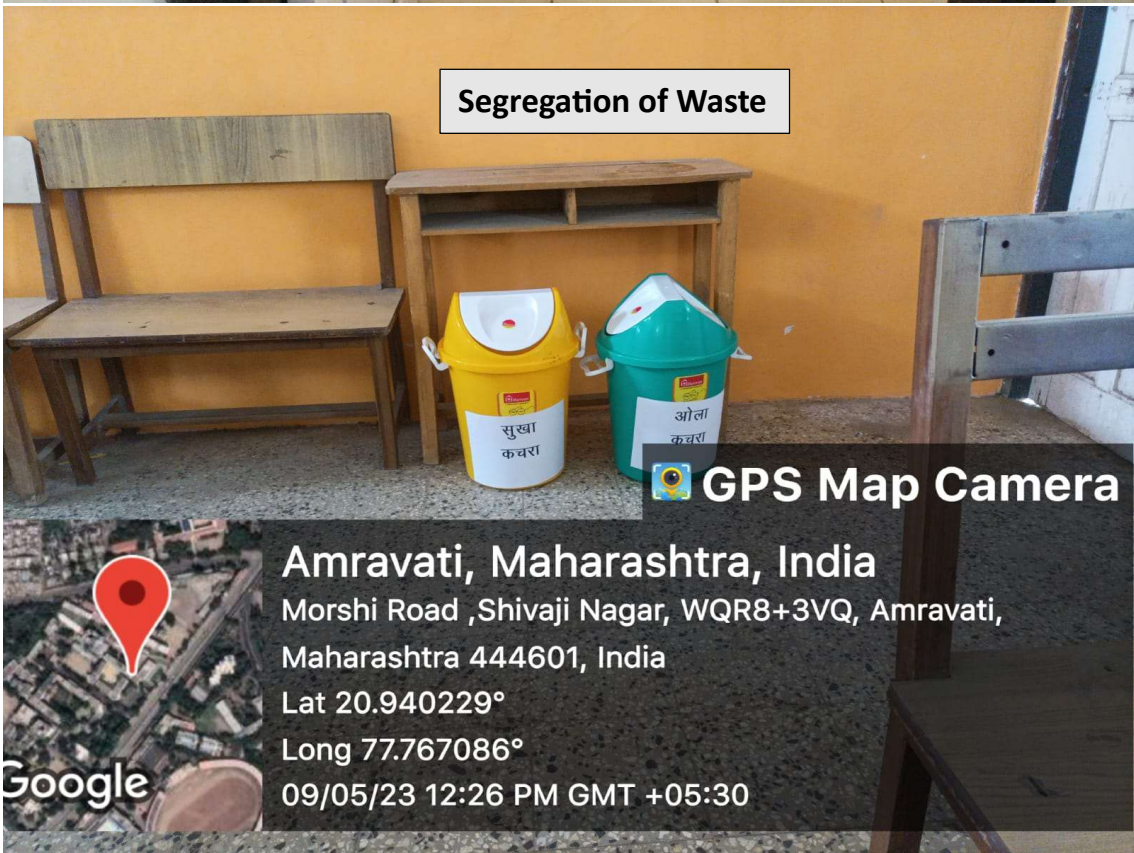 Segregation of Waste
सुखा
कचरा
ओला
कचरा
GPS Map Camera
Amravati, Maharashtra, India
Morshi Road ,Shivaji Nagar, WQR8+3VQ, Amravati,
Maharashtra 444601, India
Lat 20.940229°
Long 77.767086°
09/05/23 12:26 PM GMT +05:30
Google